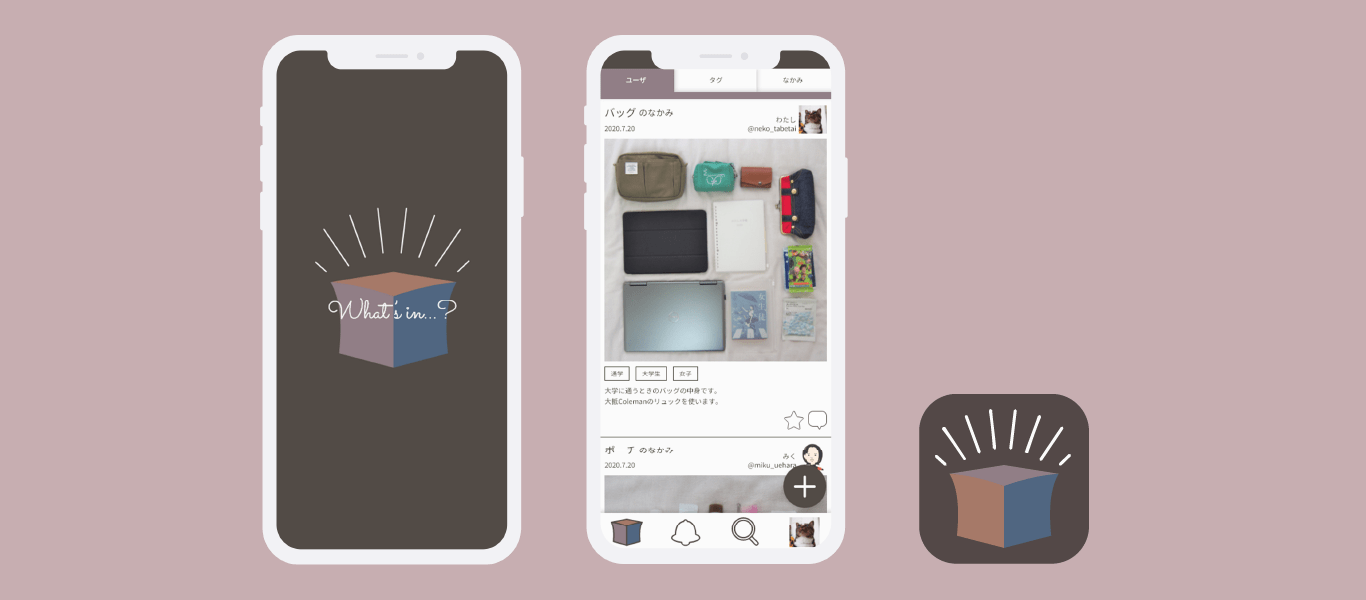 What's in...?
ユーザ
タグ
なかみ
バッグ のなかみ
わたし
2020.7.20
@neko_tabetai
通学
大学生
女子
大学に通うときのバッグの中身です。
大抵Colemanのリュックを使います。
のなかみ
みく
2020.7.20
@miku_uehara